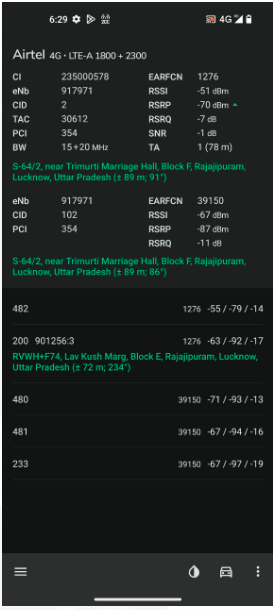 6:29
4G
Airtel 4G • LTE-A 1800 + 2300
CI 235000578 EARFCN 1276
eNb 917971 RSSI -51 dBm
CID 2 RSRP -70 dBm
TAC 30612 RSRQ -7 dB
PCI 354 SNR -1 dB
BW 15+20 MHz TA 1 (78 m)
S-64/2, near Trimurti Marriage Hall, Block F, Rajajipuram,
Lucknow, Uttar Pradesh (± 89 m; 91°)
eNb 917971 EARFCN 39150
CID 102 RSSI -67 dBm
PCI 354 RSRP -87 dBm
RSRQ -11 dB
S-64/2, near Trimurti Marriage Hall, Block F, Rajajipuram,
Lucknow, Uttar Pradesh (± 89 m; 86°)
482 1276 -55 / -79 / -14
200 901256:3 1276 -63 / -92 / -17
RVWH+F74, Lav Kush Marg, Block E, Rajajipuram, Lucknow,
Uttar Pradesh (± 72 m; 234°)
480 39150 -71 / -93 / -13
481 39150 -67 / -94 / -16
233 39150 -67 / -97 / -19